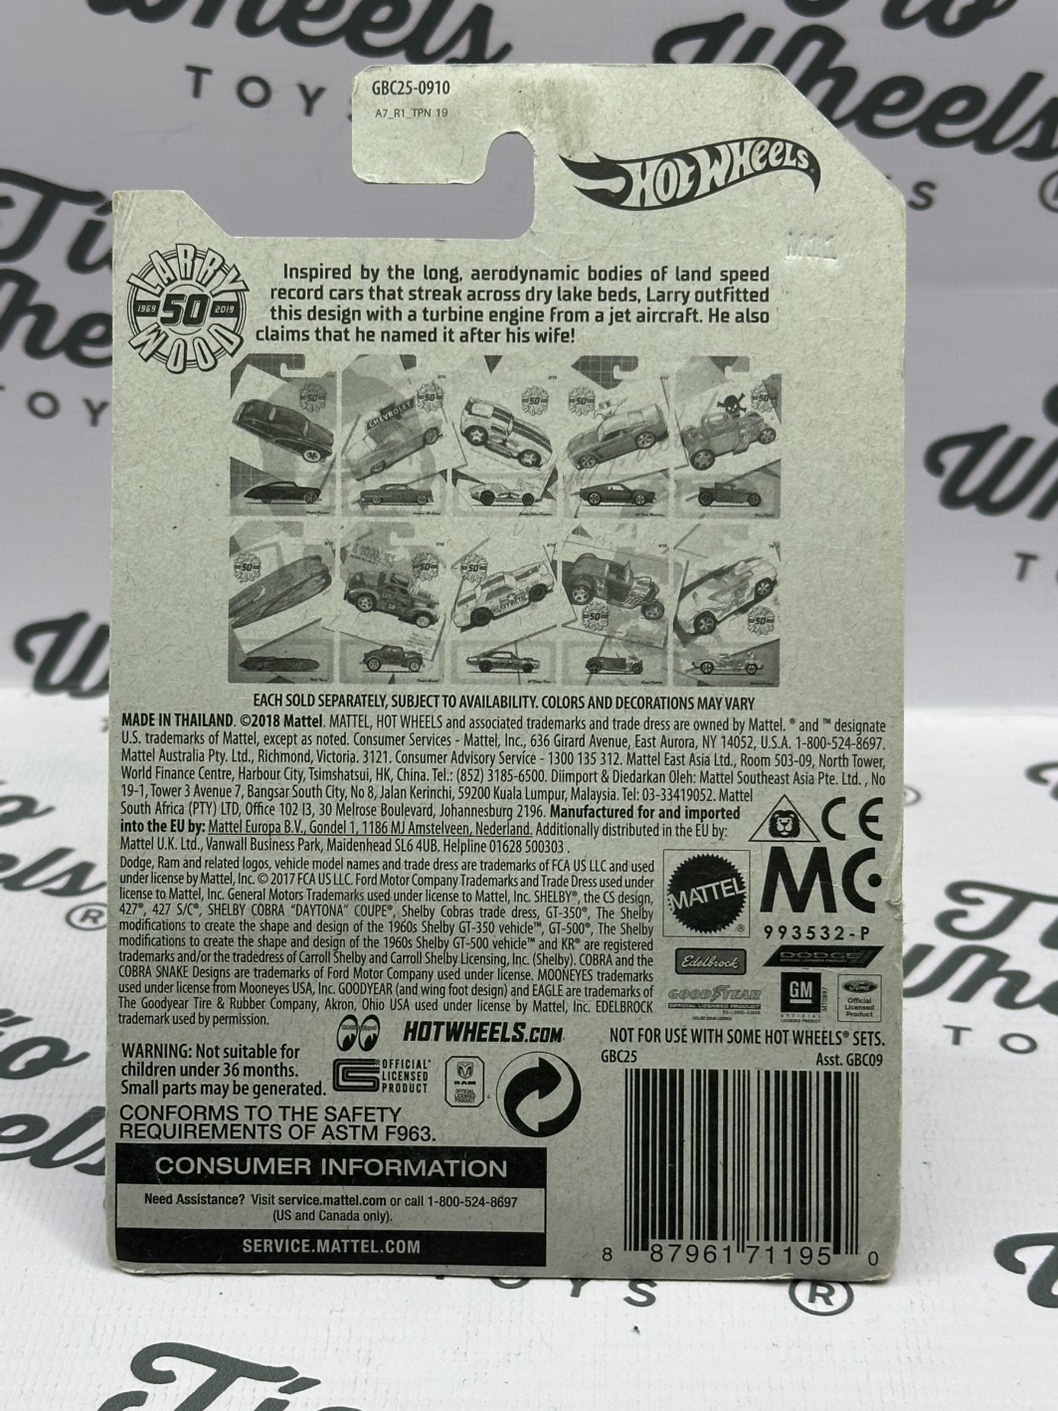 GBC25-0910
A7_R1_TPN 19
HOT WHEELS
LARRY
1969 50 2019
WOOD
Inspired by the long, aerodynamic bodies of land speed
record cars that streak across dry lake beds, Larry outfitted
this design with a turbine engine from a jet aircraft. He also
claims that he named it after his wife!
CHEVROLET
EACH SOLD SEPARATELY, SUBJECT TO AVAILABILITY. COLORS AND DECORATIONS MAY VARY
MADE IN THAILAND. ©2018 Mattel. MATTEL, HOT WHEELS and associated trademarks and trade dress are owned by Mattel. ® and ™ designate
U.S. trademarks of Mattel, except as noted. Consumer Services - Mattel, Inc., 636 Girard Avenue, East Aurora, NY 14052, U.S.A. 1-800-524-8697.
Mattel Australia Pty. Ltd., Richmond, Victoria. 3121. Consumer Advisory Service - 1300 135 312. Mattel East Asia Ltd., Room 503-09, North Tower,
World Finance Centre, Harbour City, Tsimshatsui, HK, China. Tel.: (852) 3185-6500. Diimport & Diedarkan Oleh: Mattel Southeast Asia Pte. Ltd. , No
19-1, Tower 3 Avenue 7, Bangsar South City, No 8, Jalan Kerinchi, 59200 Kuala Lumpur, Malaysia. Tel: 03-33419052. Mattel
South Africa (PTY) LTD, Office 102 I3, 30 Melrose Boulevard, Johannesburg 2196. Manufactured for and imported
into the EU by: Mattel Europa B.V., Gondel 1, 1186 MJ Amstelveen, Nederland. Additionally distributed in the EU by:
Mattel U.K. Ltd., Vanwall Business Park, Maidenhead SL6 4UB. Helpline 01628 500303 .
CE
Dodge, Ram and related logos, vehicle model names and trade dress are trademarks of FCA US LLC and used
under license by Mattel, Inc. © 2017 FCA US LLC. Ford Motor Company Trademarks and Trade Dress used under
license to Mattel, Inc. General Motors Trademarks used under license to Mattel, Inc. SHELBY®, the CS design,
427®, 427 S/C®, SHELBY COBRA "DAYTONA" COUPE®, Shelby Cobras trade dress, GT-350®, The Shelby
modifications to create the shape and design of the 1960s Shelby GT-350 vehicle™, GT-500®, The Shelby
modifications to create the shape and design of the 1960s Shelby GT-500 vehicle™ and KR® are registered
trademarks and/or the tradedress of Carroll Shelby and Carroll Shelby Licensing, Inc. (Shelby). COBRA and the
COBRA SNAKE Designs are trademarks of Ford Motor Company used under license. MOONEYES trademarks
used under license from Mooneyes USA, Inc. GOODYEAR (and wing foot design) and EAGLE are trademarks of
The Goodyear Tire & Rubber Company, Akron, Ohio USA used under license by Mattel, Inc. EDELBROCK
trademark used by permission.
MATTEL®
MC
993532-P
Edelbrock
DODGE
OFFICIAL LICENSED PRODUCT
GOODYEAR
OFFICIAL LICENSED PRODUCT
GM
OFFICIAL
LICENSED PRODUCT
Ford
Official
Licensed
Product
HOTWHEELS.COM
NOT FOR USE WITH SOME HOT WHEELS® SETS.
WARNING: Not suitable for
children under 36 months.
Small parts may be generated.
CS OFFICIAL
LICENSED
PRODUCT
RAM
OFFICIAL
LICENSED
PRODUCT
GBC25
Asst. GBC09
CONFORMS TO THE SAFETY
REQUIREMENTS OF ASTM F963.
CONSUMER INFORMATION
Need Assistance? Visit service.mattel.com or call 1-800-524-8697
(US and Canada only).
SERVICE.MATTEL.COM
8 87961 71195 0